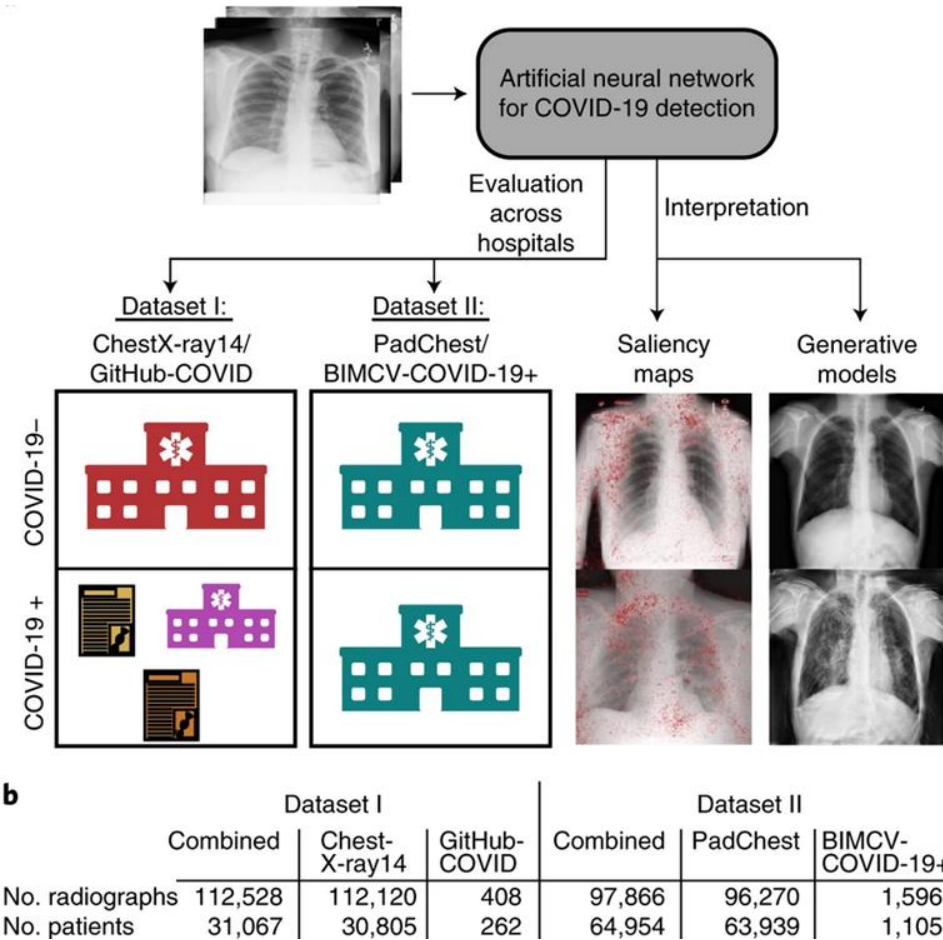 Artificial neural network
for COVID-19 detection
Evaluation
across
hospitals
Interpretation
Dataset I:
ChestX-ray14/
GitHub-COVID
Dataset II:
PadChest/
BIMCV-COVID-19+
Saliency
maps
Generative
models
COVID-19–
COVID-19 +
b
Dataset I Dataset II
Combined Chest-X-ray14 GitHub-COVID Combined PadChest BIMCV-COVID-19+
No. radiographs 112,528 112,120 408 97,866 96,270 1,596
No. patients 31,067 30,805 262 64,954 63,939 1,105